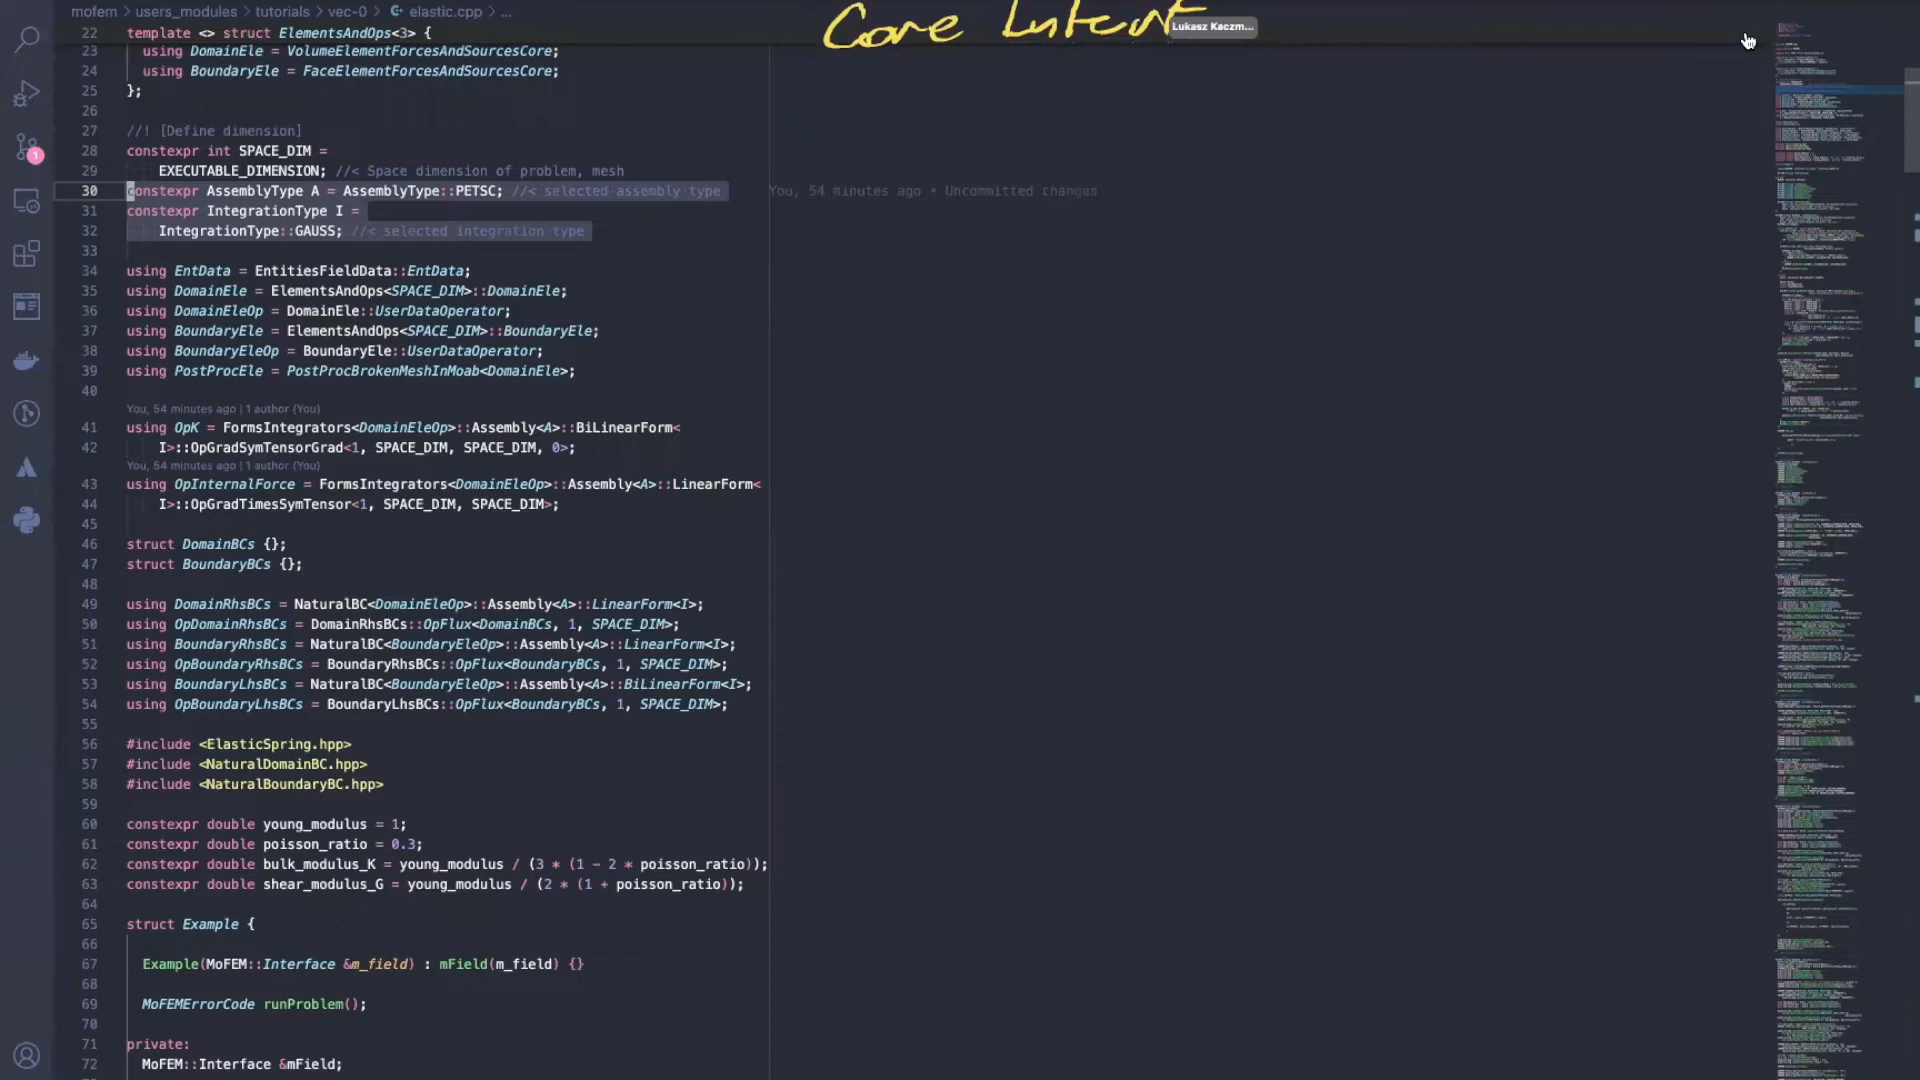 mofem > users_modules > tutorials > vec-0 > elastic.cpp > ...
Core
Lukasz Kaczm...
22 template <> struct ElementsAndOps<3> {
23 using DomainEle = VolumeElementForcesAndSourcesCore;
24 using BoundaryEle = FaceElementForcesAndSourcesCore;
25 };
26
27 //! [Define dimension]
28 constexpr int SPACE_DIM =
29 EXECUTABLE_DIMENSION; //< Space dimension of problem, mesh
30 constexpr AssemblyType A = AssemblyType::PETSC; //< selected assembly type You, 54 minutes ago • Uncommitted changes
31 constexpr IntegrationType I =
32 IntegrationType::GAUSS; //< selected integration type
33
34 using EntData = EntitiesFieldData::EntData;
35 using DomainEle = ElementsAndOps<SPACE_DIM>::DomainEle;
36 using DomainEleOp = DomainEle::UserDataOperator;
37 using BoundaryEle = ElementsAndOps<SPACE_DIM>::BoundaryEle;
38 using BoundaryEleOp = BoundaryEle::UserDataOperator;
39 using PostProcEle = PostProcBrokenMeshInMoab<DomainEle>;
40
You, 54 minutes ago | 1 author (You)
41 using OpK = FormsIntegrators<DomainEleOp>::Assembly<A>::BiLinearForm<
42 I>::OpGradSymTensorGrad<1, SPACE_DIM, SPACE_DIM, 0>;
You, 54 minutes ago | 1 author (You)
43 using OpInternalForce = FormsIntegrators<DomainEleOp>::Assembly<A>::LinearForm<
44 I>::OpGradTimesSymTensor<1, SPACE_DIM, SPACE_DIM>;
45
46 struct DomainBCs {};
47 struct BoundaryBCs {};
48
49 using DomainRhsBCs = NaturalBC<DomainEleOp>::Assembly<A>::LinearForm<I>;
50 using OpDomainRhsBCs = DomainRhsBCs::OpFlux<DomainBCs, 1, SPACE_DIM>;
51 using BoundaryRhsBCs = NaturalBC<BoundaryEleOp>::Assembly<A>::LinearForm<I>;
52 using OpBoundaryRhsBCs = BoundaryRhsBCs::OpFlux<BoundaryBCs, 1, SPACE_DIM>;
53 using BoundaryLhsBCs = NaturalBC<BoundaryEleOp>::Assembly<A>::BiLinearForm<I>;
54 using OpBoundaryLhsBCs = BoundaryLhsBCs::OpFlux<BoundaryBCs, 1, SPACE_DIM>;
55
56 #include <ElasticSpring.hpp>
57 #include <NaturalDomainBC.hpp>
58 #include <NaturalBoundaryBC.hpp>
59
60 constexpr double young_modulus = 1;
61 constexpr double poisson_ratio = 0.3;
62 constexpr double bulk_modulus_K = young_modulus / (3 * (1 - 2 * poisson_ratio));
63 constexpr double shear_modulus_G = young_modulus / (2 * (1 + poisson_ratio));
64
65 struct Example {
66
67 Example(MoFEM::Interface &m_field) : mField(m_field) {}
68
69 MoFEMErrorCode runProblem();
70
71 private:
72 MoFEM::Interface &mField;
1